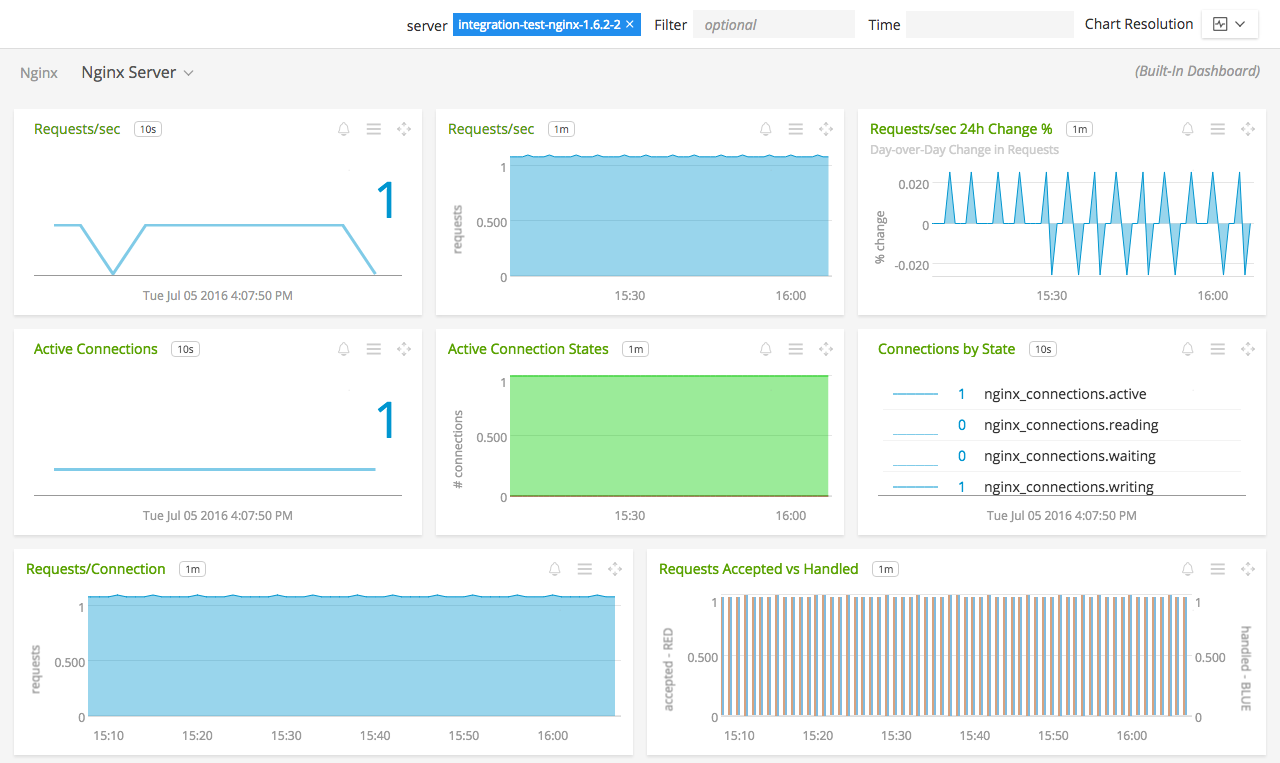 server integration-test-nginx-1.6.2-2 × Filter optional Time Chart Resolution
Nginx Nginx Server (Built-In Dashboard)
Requests/sec 10s
1
Tue Jul 05 2016 4:07:50 PM
Requests/sec 1m
requests
1
0.500
0
15:30 16:00
Requests/sec 24h Change % 1m
Day-over-Day Change in Requests
% change
0.020
0
-0.020
15:30 16:00
Active Connections 10s
1
Tue Jul 05 2016 4:07:50 PM
Active Connection States 1m
# connections
1
0.500
0
15:30 16:00
Connections by State 10s
1 nginx_connections.active
0 nginx_connections.reading
0 nginx_connections.waiting
1 nginx_connections.writing
Tue Jul 05 2016 4:07:50 PM
Requests/Connection 1m
requests
1
0.500
0
15:10 15:20 15:30 15:40 15:50 16:00
Requests Accepted vs Handled 1m
accepted - RED
1 1
0.500 0.500
0 0
handled - BLUE
15:10 15:20 15:30 15:40 15:50 16:00